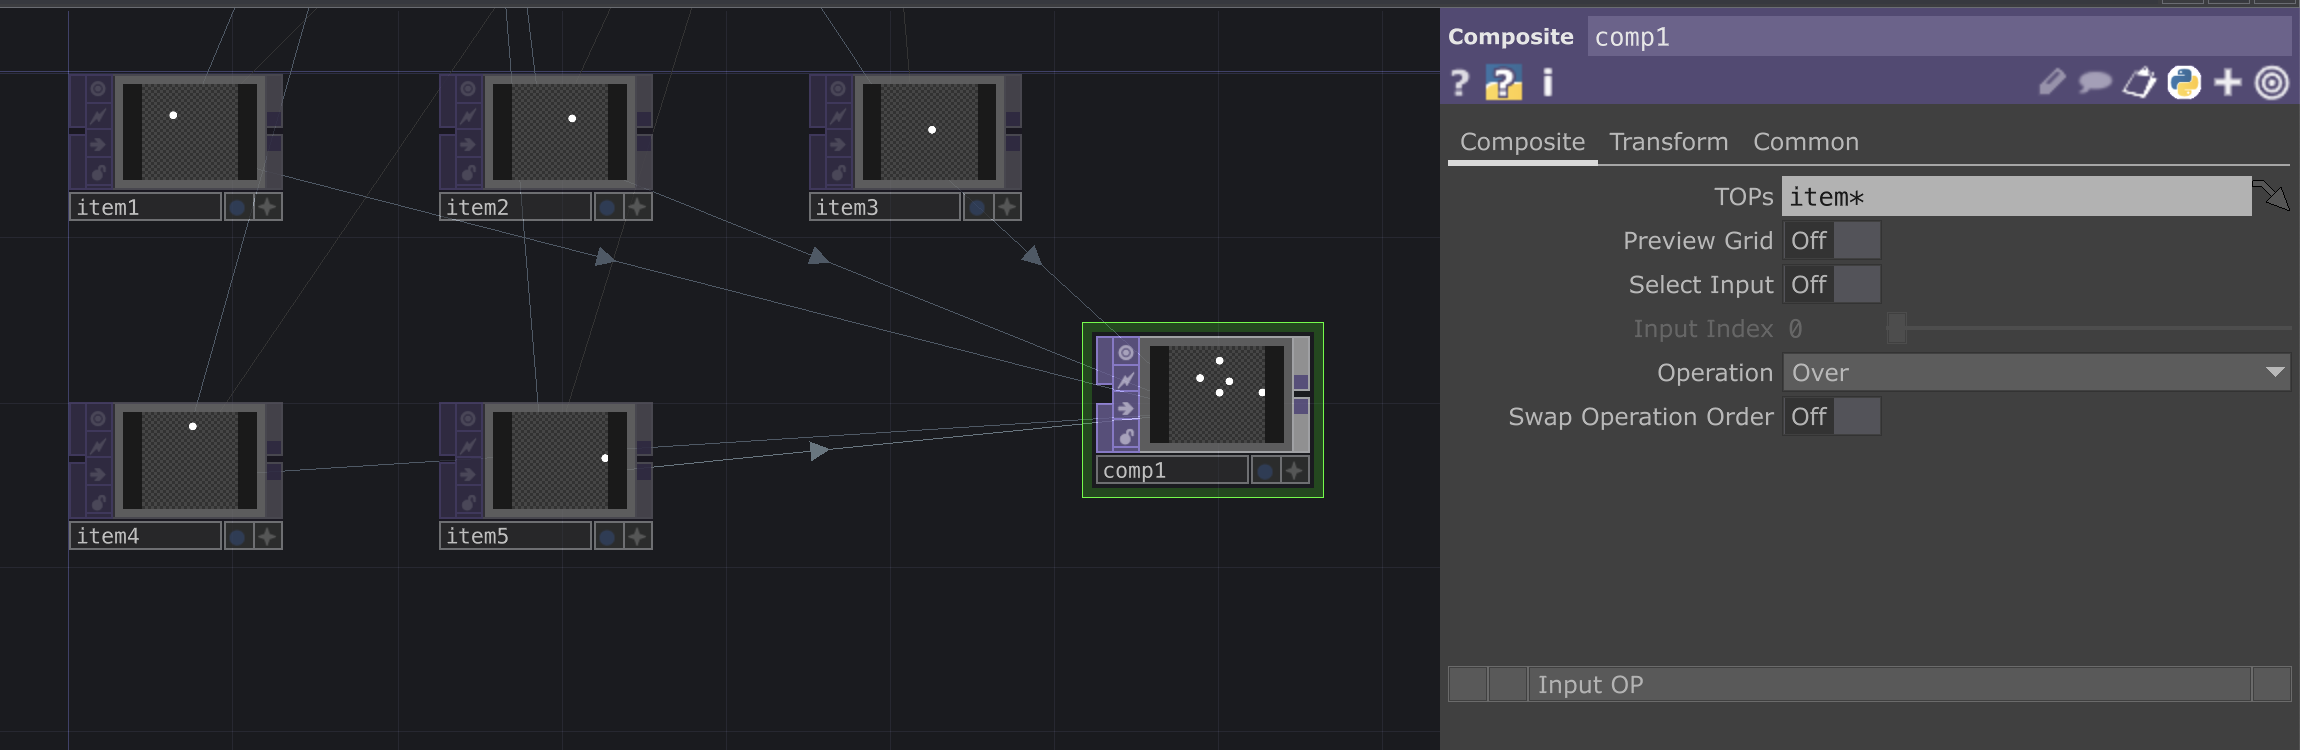 Composite comp1
? ? i
Composite Transform Common
TOPs item*
Preview Grid Off
Select Input Off
Input Index 0
Operation Over
Swap Operation Order Off
Input OP
item1
item2
item3
item4
item5
comp1